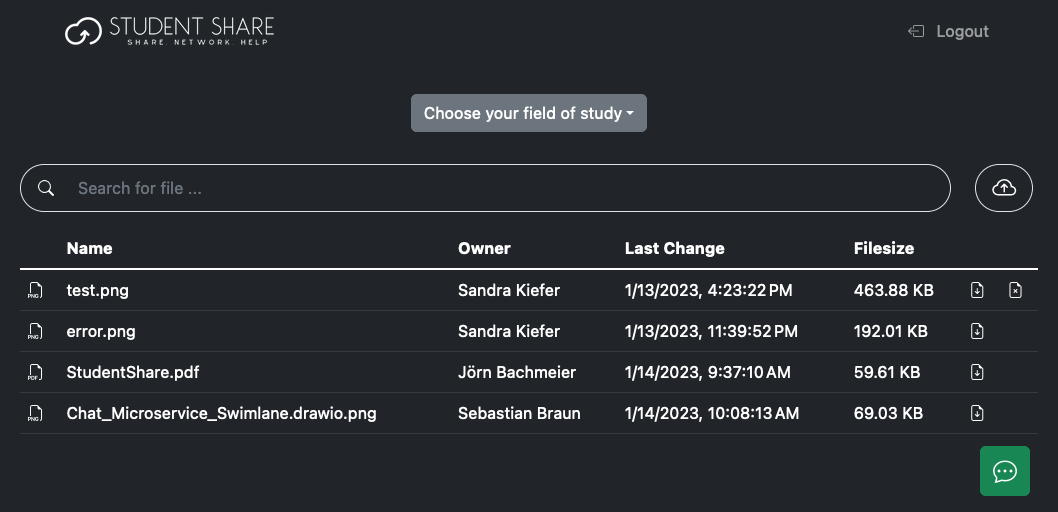 STUDENT SHARE
SHARE. NETWORK. HELP
Logout
Choose your field of study
Search for file ...
Name Owner Last Change Filesize
PNG test.png Sandra Kiefer 1/13/2023, 4:23:22 PM 463.88 KB
PNG error.png Sandra Kiefer 1/13/2023, 11:39:52 PM 192.01 KB
PDF StudentShare.pdf Jörn Bachmeier 1/14/2023, 9:37:10 AM 59.61 KB
PNG Chat_Microservice_Swimlane.drawio.png Sebastian Braun 1/14/2023, 10:08:13 AM 69.03 KB